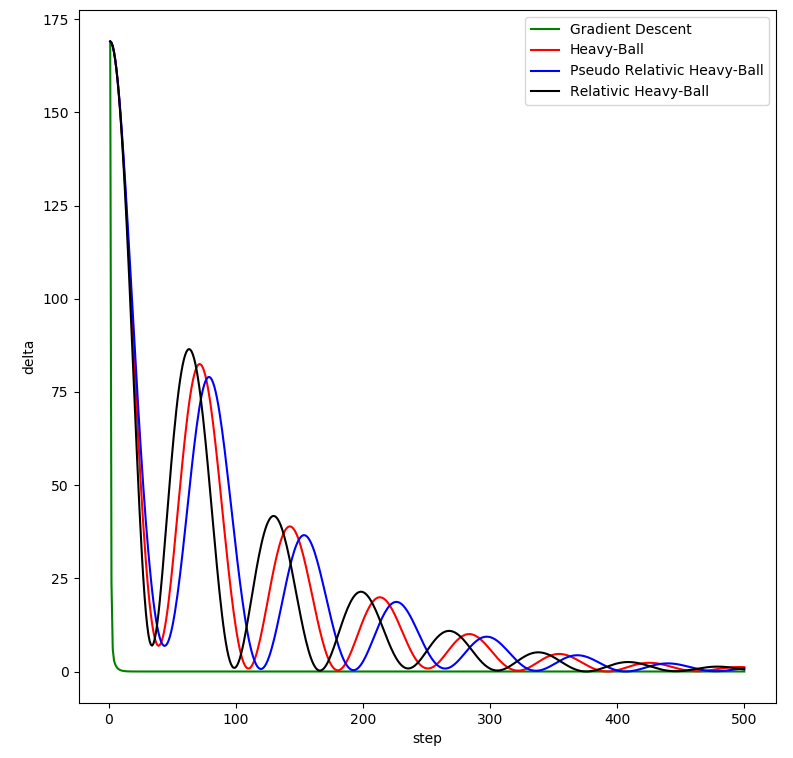 175
150
125
100
75
50
25
0
delta
0 100 200 300 400 500
step
Gradient Descent
Heavy-Ball
Pseudo Relativic Heavy-Ball
Relativic Heavy-Ball